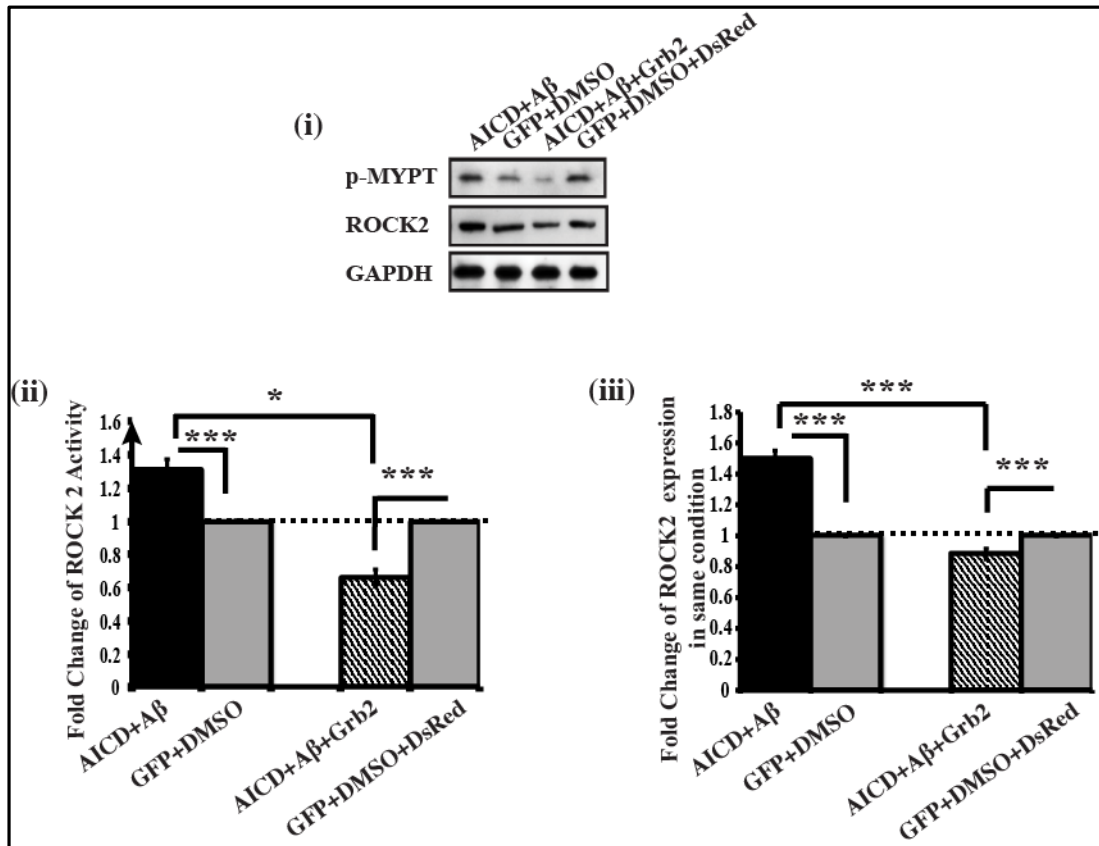 (i)
AICD+Aβ
GFP+DMSO
AICD+Aβ+Grb2
GFP+DMSO+DsRed
p-MYPT
ROCK2
GAPDH
(ii)
Fold Change of ROCK 2 Activity
1.6
1.4
1.2
1
0.8
0.6
0.4
0.2
0
*
***
***
AICD+Aβ
GFP+DMSO
AICD+Aβ+Grb2
GFP+DMSO+DsRed
(iii)
Fold Change of ROCK2 expression
in same condition
1.8
1.6
1.4
1.2
1
0.8
0.6
0.4
0.2
0
***
***
***
AICD+Aβ
GFP+DMSO
AICD+Aβ+Grb2
GFP+DMSO+DsRed